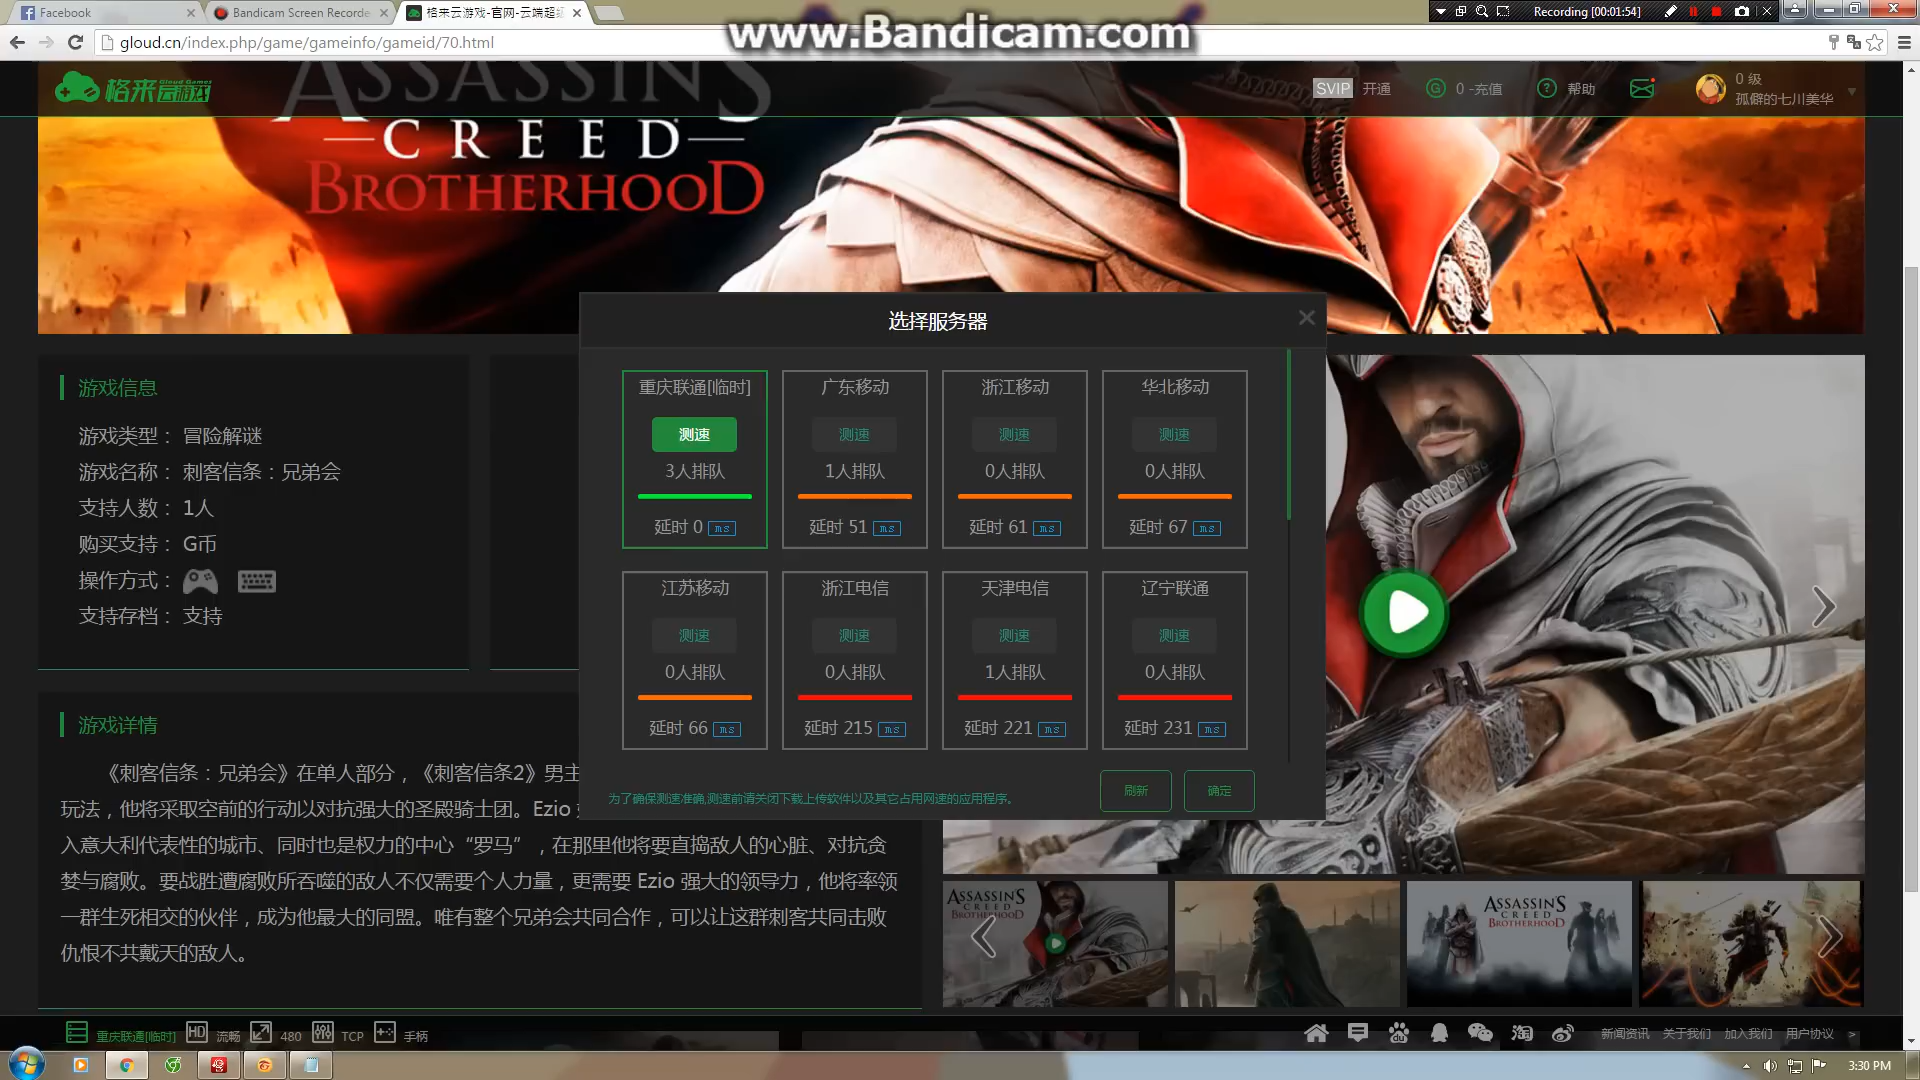 Facebook
Bandicam Screen Recorde
格来云游戏-官网-云端超级
www.Bandicam.com
Recording [00:01:54]
gloud.cn/index.php/game/gameinfo/gameid/70.html
格来云游戏
Gloud Games
SVIP 开通
0 -充值
帮助
0 级
孤僻的七川美华
ASSASSINS
CREED
BROTHERHOOD
选择服务器
重庆联通[临时]
测速
3人排队
延时 0 ms
广东移动
测速
1人排队
延时 51 ms
浙江移动
测速
0人排队
延时 61 ms
华北移动
测速
0人排队
延时 67 ms
江苏移动
测速
0人排队
延时 66 ms
浙江电信
测速
0人排队
延时 215 ms
天津电信
测速
1人排队
延时 221 ms
辽宁联通
测速
0人排队
延时 231 ms
为了确保测速准确,测速前请关闭下载上传软件以及其它占用网速的应用程序。
刷新
确定
游戏信息
游戏类型： 冒险解谜
游戏名称： 刺客信条：兄弟会
支持人数： 1人
购买支持： G币
操作方式：
支持存档： 支持
游戏详情
《刺客信条：兄弟会》在单人部分，《刺客信条2》男主
玩法，他将采取空前的行动以对抗强大的圣殿骑士团。Ezio
入意大利代表性的城市、同时也是权力的中心“罗马”，在那里他将要直捣敌人的心脏、对抗贪
婪与腐败。要战胜遭腐败所吞噬的敌人不仅需要个人力量，更需要 Ezio 强大的领导力，他将率领
一群生死相交的伙伴，成为他最大的同盟。唯有整个兄弟会共同合作，可以让这群刺客共同击败
仇恨不共戴天的敌人。
ASSASSINS
CREED
BROTHERHOOD
ASSASSINS
CREED
BROTHERHOOD
重庆联通[临时]
HD 流畅
480
TCP
手柄
新闻资讯 关于我们 加入我们 用户协议 >
3:30 PM